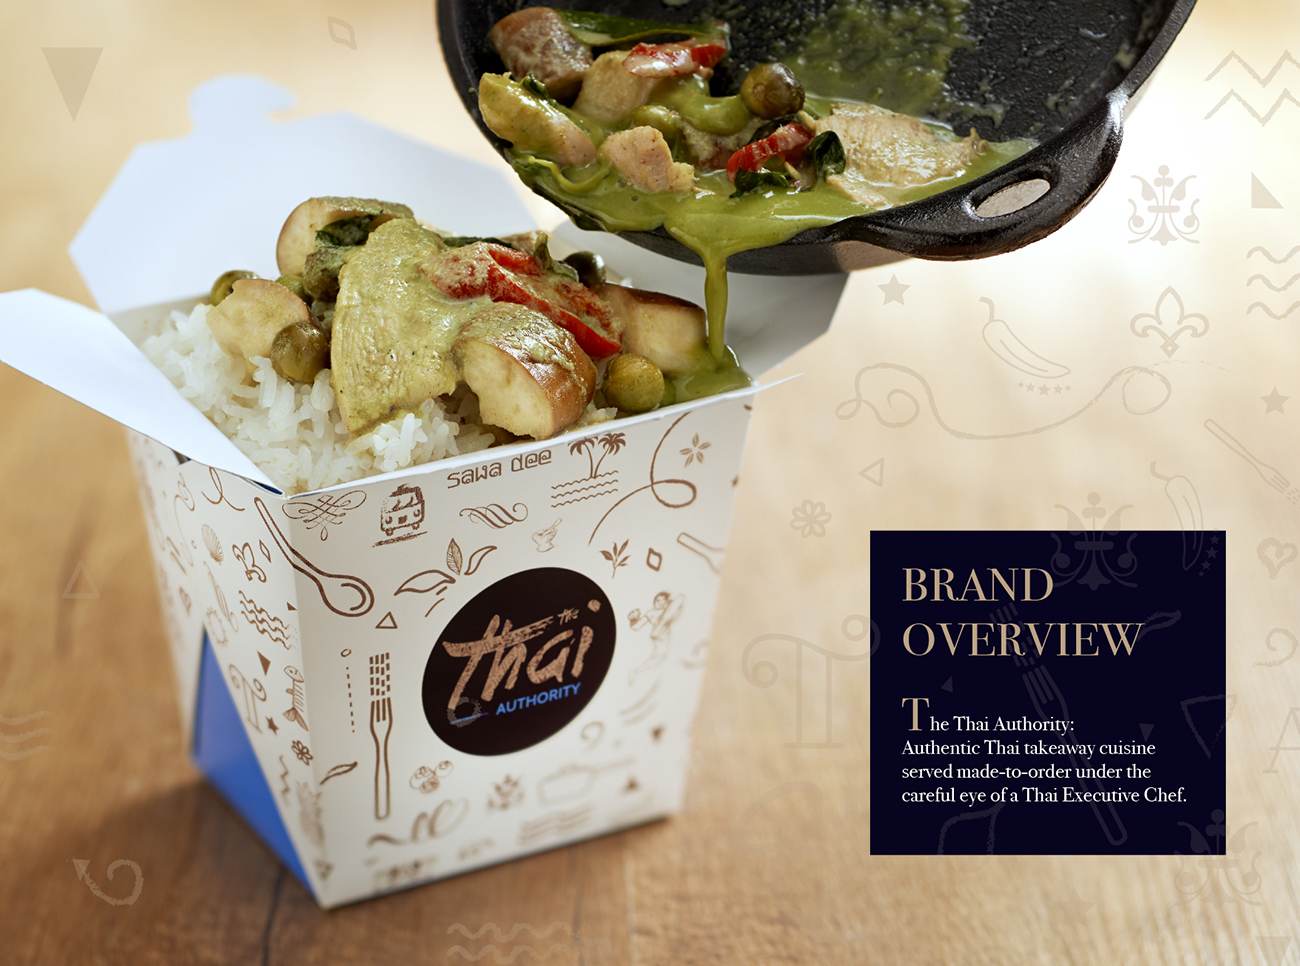 sawa dee
the
Thai
AUTHORITY
BRAND
OVERVIEW
The Thai Authority:
Authentic Thai takeaway cuisine
served made-to-order under the
careful eye of a Thai Executive Chef.